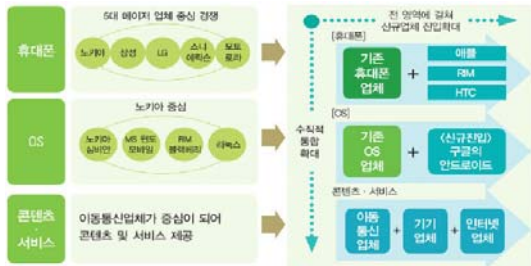 5대 메이저 업체 중심 경쟁
휴대폰
노키아
삼성
LG
소니
에릭슨
모토
로라
노키아 중심
OS
노키아
심비안
MS 윈도
모바일
RIM
블랙베리
리눅스
콘텐츠
·
서비스
이동통신업체가 중심이 되어
콘텐츠 및 서비스 제공
전 영역에 걸쳐
신규업체 진입확대
수직적
통합
확대
[휴대폰]
기존
휴대폰
업체
+
애플
RIM
HTC
[OS]
기존
OS
업체
+
〈신규진입〉
구글의
안드로이드
콘텐츠 · 서비스
이동
통신
업체
+
기기
업체
+
인터넷
업체